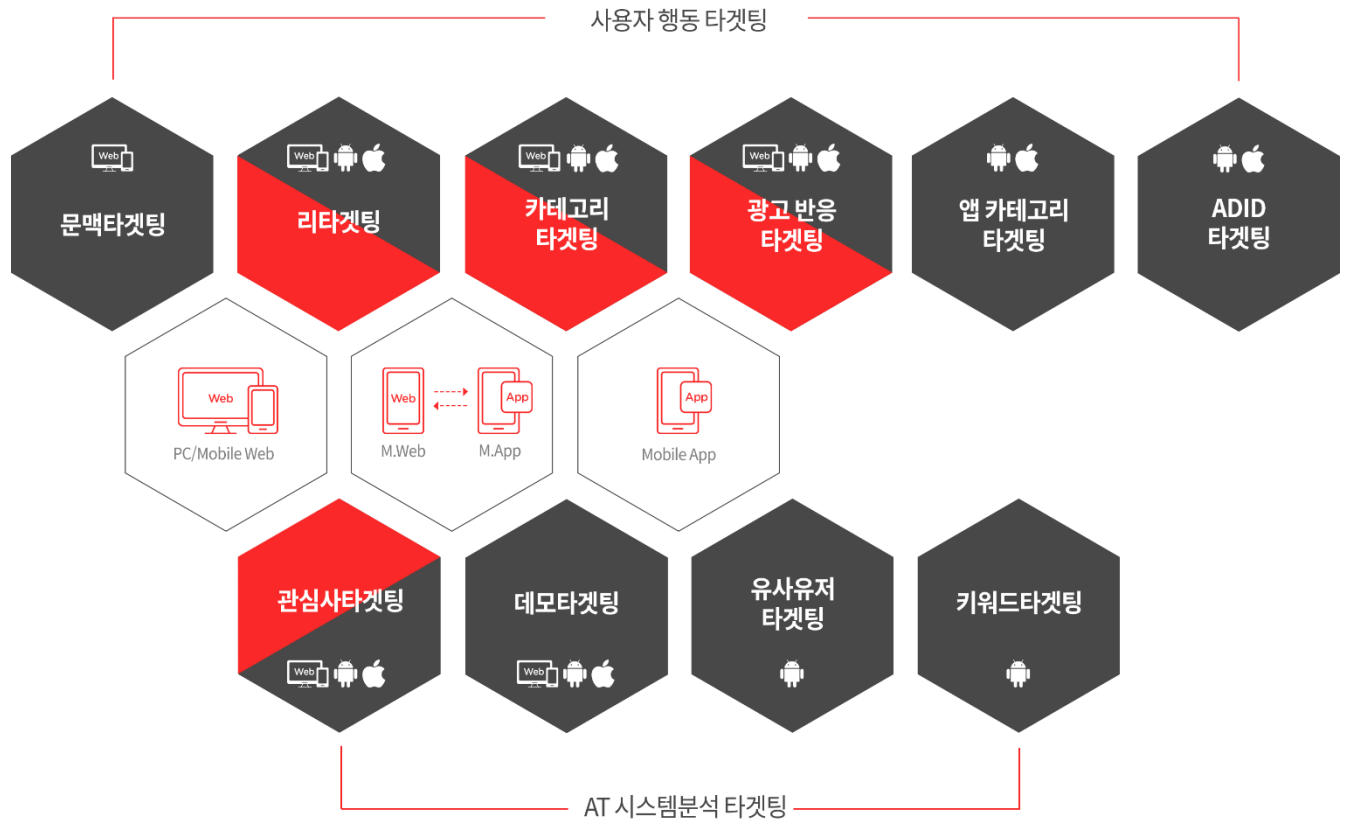 사용자 행동 타겟팅
Web
문맥타겟팅
Web
리타겟팅
Web
카테고리
타겟팅
Web
광고 반응
타겟팅
앱 카테고리
타겟팅
ADID
타겟팅
Web
PC/Mobile Web
Web
App
M.Web
M.App
App
Mobile App
관심사타겟팅
Web
데모타겟팅
Web
유사유저
타겟팅
키워드타겟팅
AT 시스템분석 타겟팅